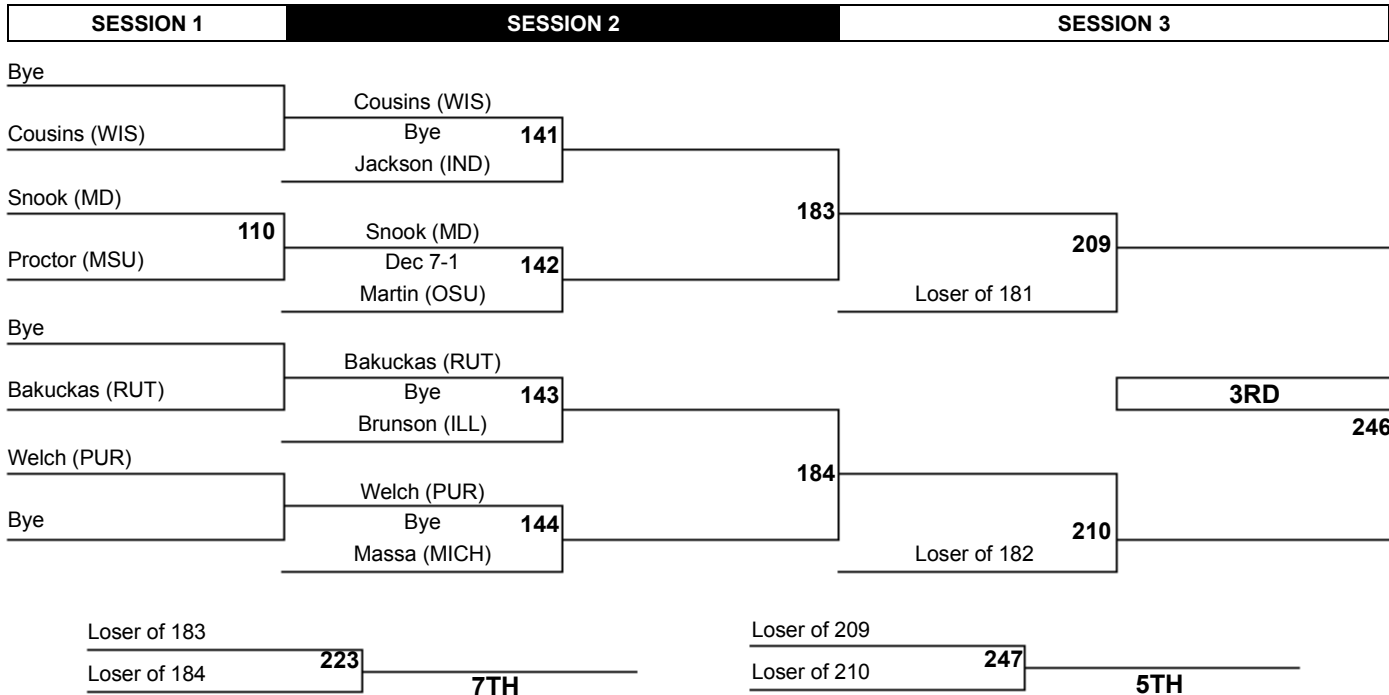 SESSION 1 SESSION 2 SESSION 3
Bye
Cousins (WIS)
Cousins (WIS)
Bye 141
Jackson (IND)
Snook (MD)
183
110
Snook (MD)
209
Proctor (MSU)
Dec 7-1 142
Martin (OSU)
Loser of 181
Bye
Bakuckas (RUT)
Bakuckas (RUT)
Bye 143
3RD
Brunson (ILL)
246
Welch (PUR)
184
Welch (PUR)
Bye
Bye 144
210
Massa (MICH)
Loser of 182
Loser of 183
223
Loser of 184
7TH
Loser of 209
247
Loser of 210
5TH